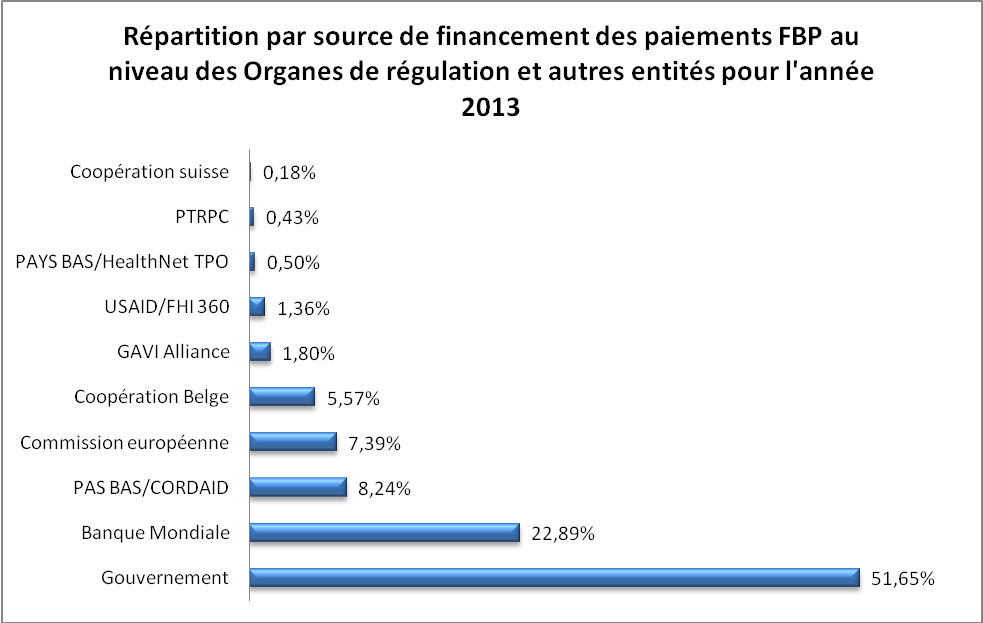 Répartition par source de financement des paiements FBP au
niveau des Organes de régulation et autres entités pour l'année
2013
Coopération suisse 0,18%
PTRPC 0,43%
PAYS BAS/HealthNet TPO 0,50%
USAID/FHI 360 1,36%
GAVI Alliance 1,80%
Coopération Belge 5,57%
Commission européenne 7,39%
PAS BAS/CORDAID 8,24%
Banque Mondiale 22,89%
Gouvernement 51,65%